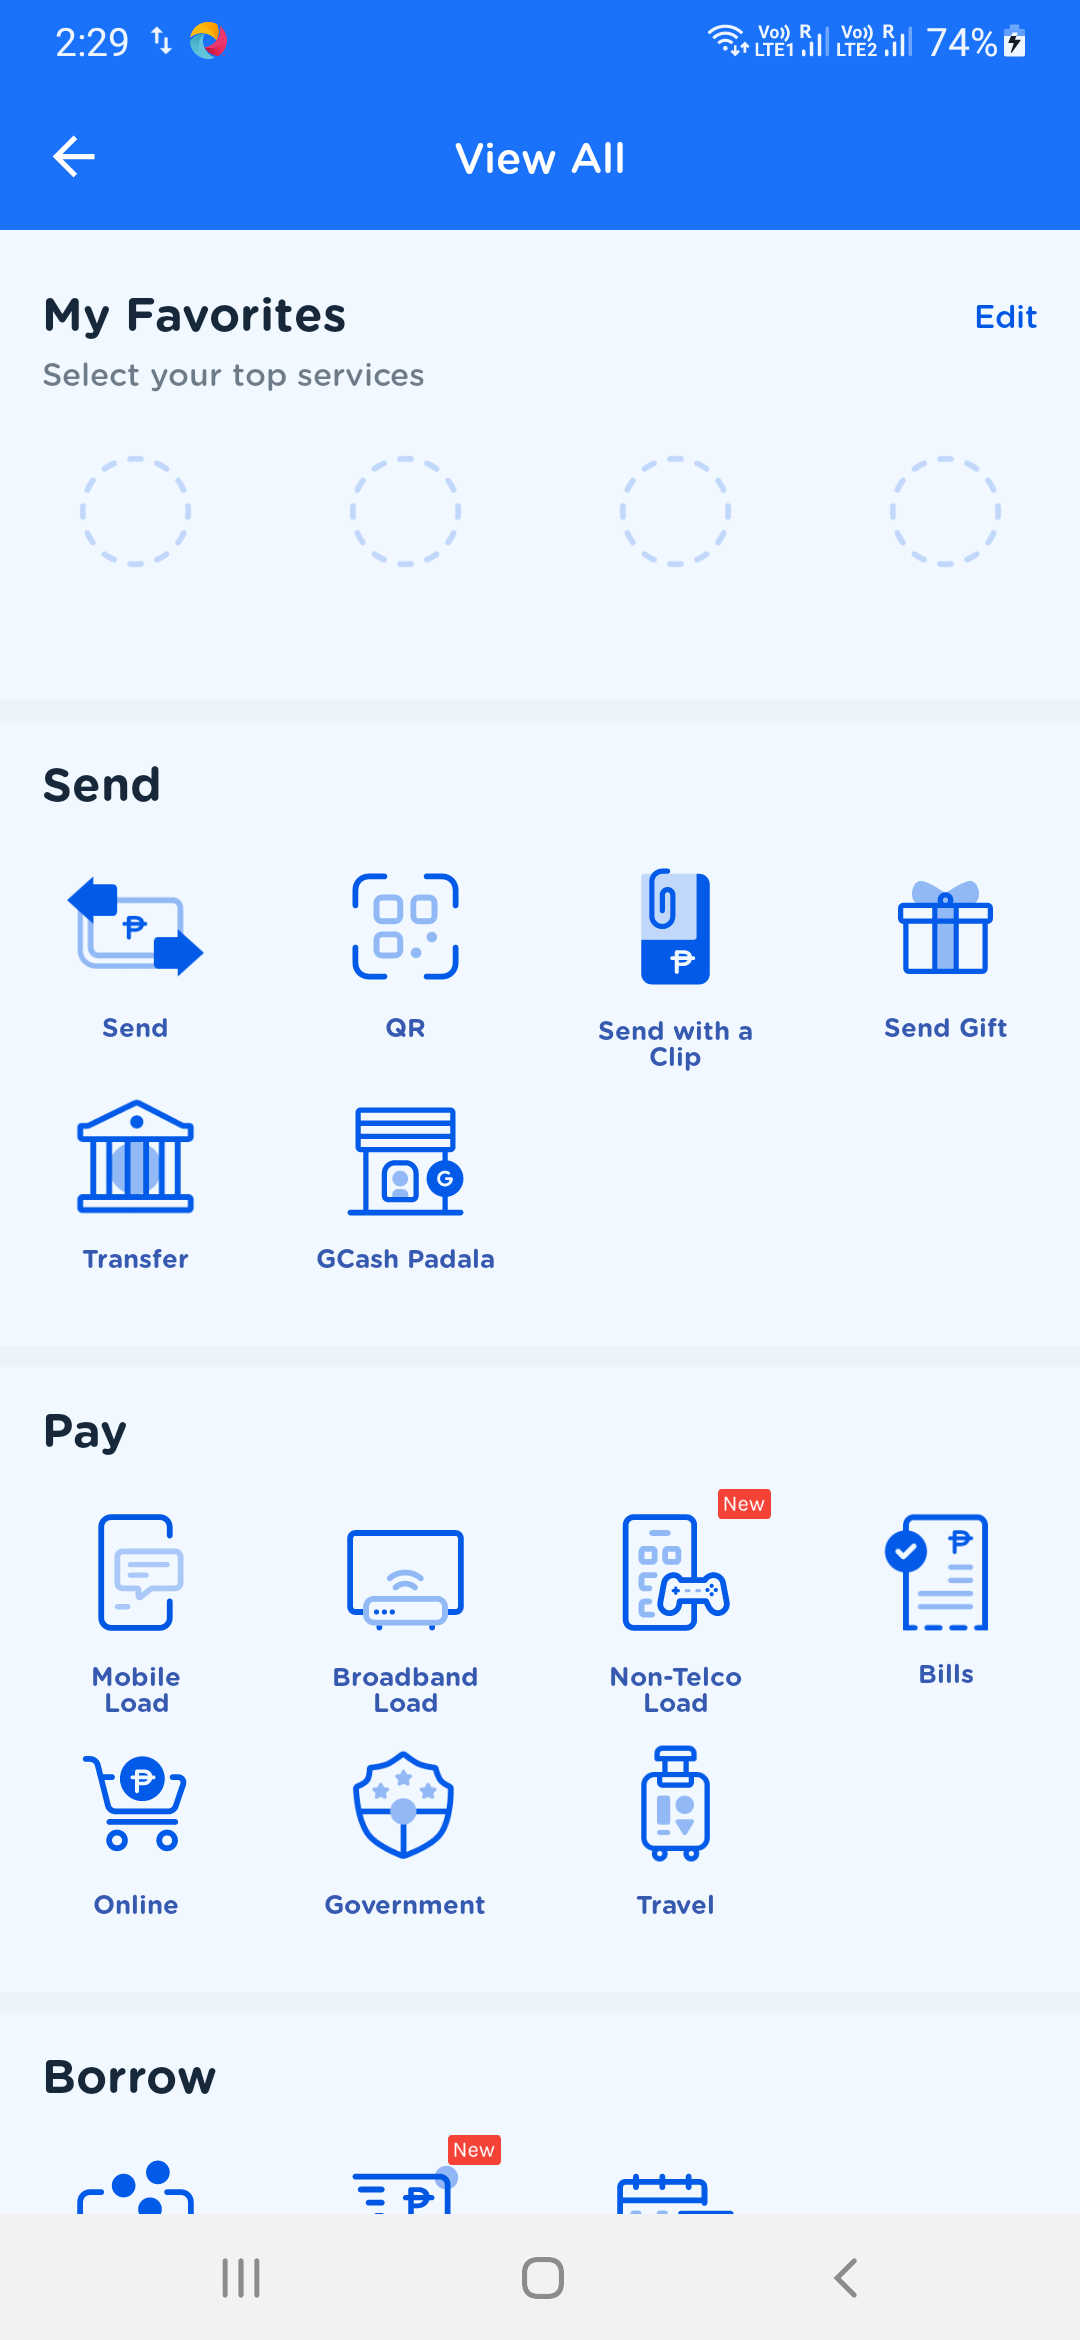 2:29
Vo)) R
LTE1
Vo)) R
LTE2
74%
View All
My Favorites
Edit
Select your top services
Send
Send
QR
Send with a
Clip
Send Gift
Transfer
G
GCash Padala
Pay
New
Mobile
Load
Broadband
Load
Non-Telco
Load
Bills
Online
Government
Travel
Borrow
New